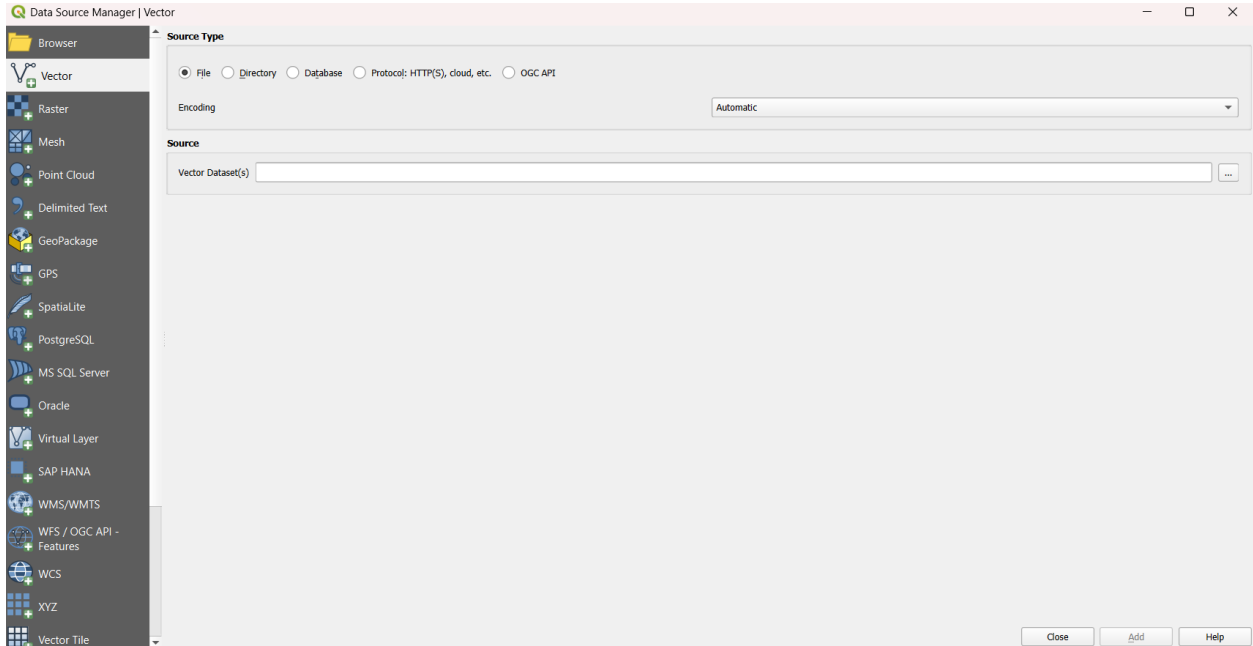 Data Source Manager | Vector
Browser
Vector
Raster
Mesh
Point Cloud
Delimited Text
GeoPackage
GPS
SpatiaLite
PostgreSQL
MS SQL Server
Oracle
Virtual Layer
SAP HANA
WMS/WMTS
WFS / OGC API -
Features
WCS
XYZ
Vector Tile
Source Type
File Directory Database Protocol: HTTP(S), cloud, etc. OGC API
Encoding Automatic
Source
Vector Dataset(s) ...
Close Add Help